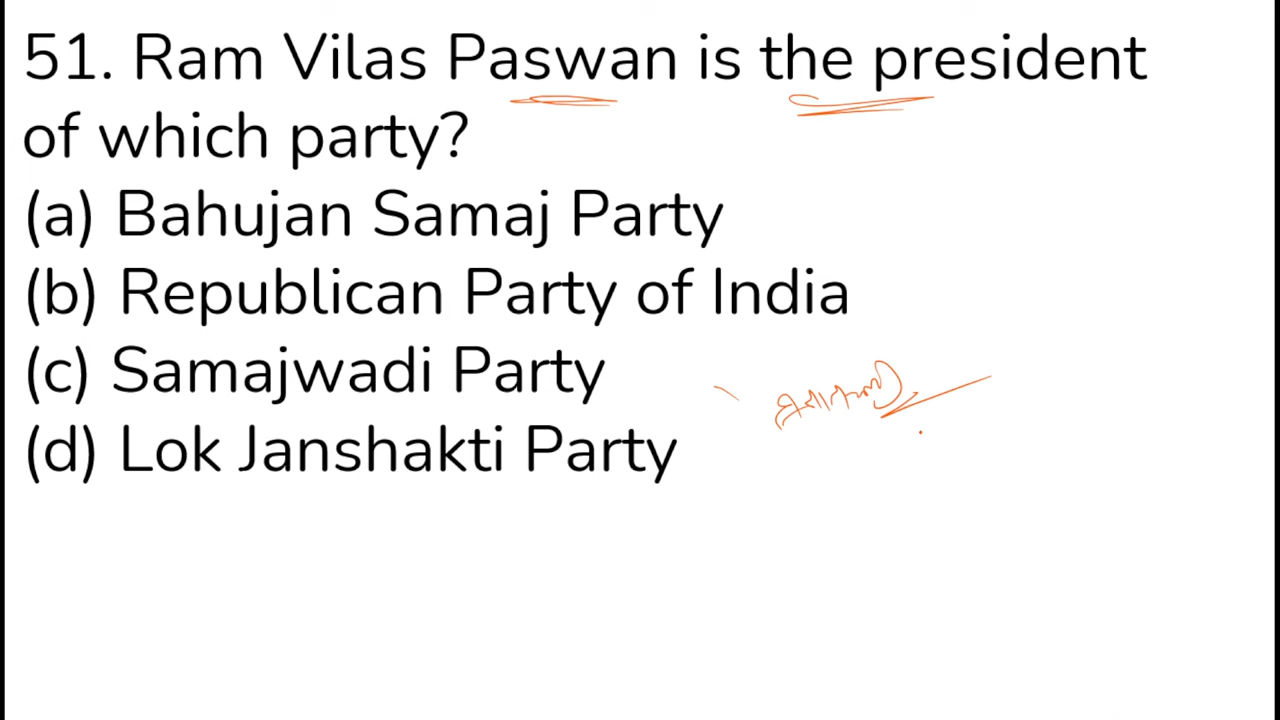 51. Ram Vilas Paswan is the president
of which party?
(a) Bahujan Samaj Party
(b) Republican Party of India
(c) Samajwadi Party
(d) Lok Janshakti Party